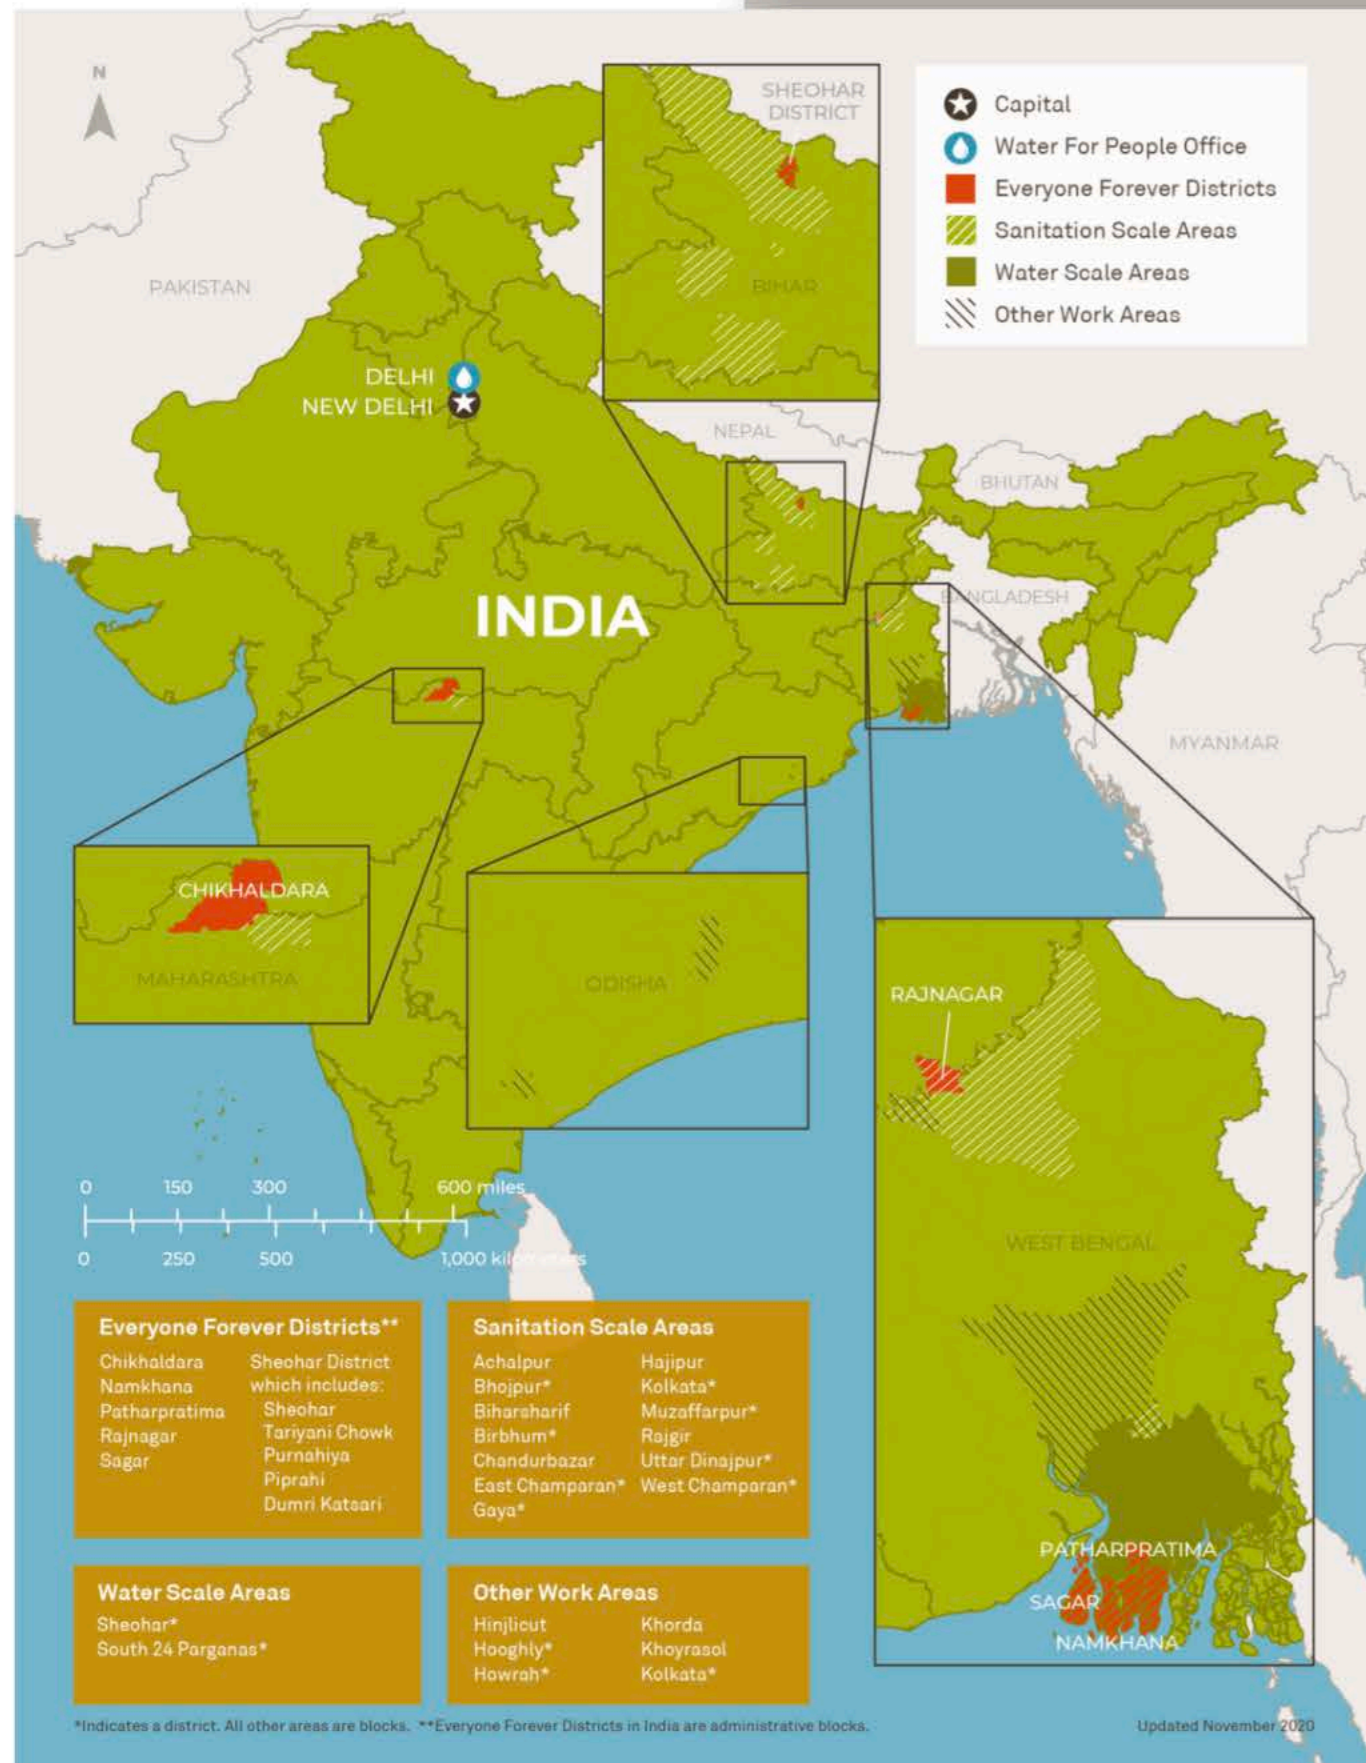 N
SHEOHAR
DISTRICT
Capital
Water For People Office
Everyone Forever Districts
Sanitation Scale Areas
Water Scale Areas
Other Work Areas
PAKISTAN
BIHAR
DELHI
NEW DELHI
NEPAL
BHUTAN
BANGLADESH
INDIA
MYANMAR
CHIKHALDARA
MAHARASHTRA
ODISHA
RAJNAGAR
WEST BENGAL
PATHARPRATIMA
SAGAR
NAMKHANA
0 150 300 600 miles
0 250 500 1,000 kilometers
Everyone Forever Districts**
Chikhaldara
Namkhana
Patharpratima
Rajnagar
Sagar
Sheohar District
which includes:
Sheohar
Tariyani Chowk
Purnahiya
Piprahi
Dumri Katsari
Sanitation Scale Areas
Achalpur
Bhojpur*
Biharsharif
Birbhum*
Chandurbazar
East Champaran*
Gaya*
Hajipur
Kolkata*
Muzaffarpur*
Rajgir
Uttar Dinajpur*
West Champaran*
Water Scale Areas
Sheohar*
South 24 Parganas*
Other Work Areas
Hinjlicut
Hooghly*
Howrah*
Khorda
Khoyrasol
Kolkata*
*Indicates a district. All other areas are blocks. **Everyone Forever Districts in India are administrative blocks.
Updated November 2020